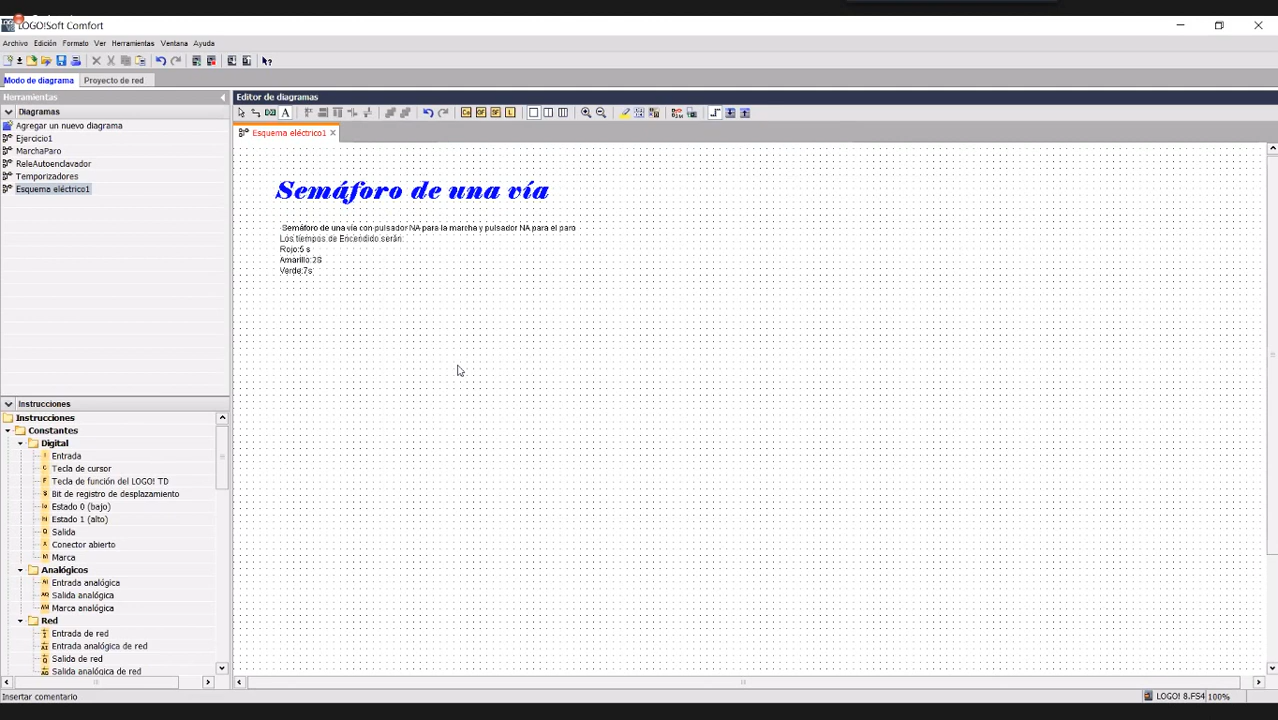 LOGO!Soft Comfort
Archivo Edición Formato Ver Herramientas Ventana Ayuda
Modo de diagrama Proyecto de red
Herramientas
Diagramas
Agregar un nuevo diagrama
Ejercicio1
MarchaParo
ReleAutoenclavador
Temporizadores
Esquema eléctrico1
Instrucciones
Instrucciones
Constantes
Digital
Entrada
Tecla de cursor
Tecla de función del LOGO! TD
Bit de registro de desplazamiento
Estado 0 (bajo)
Estado 1 (alto)
Salida
Conector abierto
Marca
Analógicos
Entrada analógica
Salida analógica
Marca analógica
Red
Entrada de red
Entrada analógica de red
Salida de red
Salida analógica de red
Editor de diagramas
Esquema eléctrico1
Semáforo de una vía
Semáforo de una vía con pulsador NA para la marcha y pulsador NA para el paro
Los tiempos de Encendido serán:
Rojo:5 s
Amarillo:2S
Verde:7s
Insertar comentario
LOGO! 8.FS4 100%